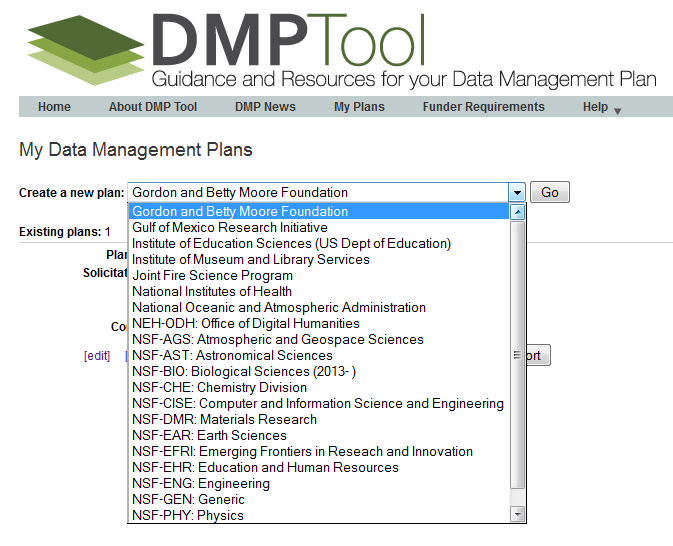 DMPTool
Guidance and Resources for your Data Management Plan
Home About DMP Tool DMP News My Plans Funder Requirements Help
My Data Management Plans
Create a new plan: Gordon and Betty Moore Foundation Go
Gordon and Betty Moore Foundation
Existing plans: 1
Gulf of Mexico Research Initiative
Institute of Education Sciences (US Dept of Education)
Institute of Museum and Library Services
Joint Fire Science Program
National Institutes of Health
National Oceanic and Atmospheric Administration
NEH-ODH: Office of Digital Humanities
NSF-AGS: Atmospheric and Geospace Sciences
[edit] NSF-AST: Astronomical Sciences
NSF-BIO: Biological Sciences (2013- )
NSF-CHE: Chemistry Division
NSF-CISE: Computer and Information Science and Engineering
NSF-DMR: Materials Research
NSF-EAR: Earth Sciences
NSF-EFRI: Emerging Frontiers in Reseach and Innovation
NSF-EHR: Education and Human Resources
NSF-ENG: Engineering
NSF-GEN: Generic
NSF-PHY: Physics